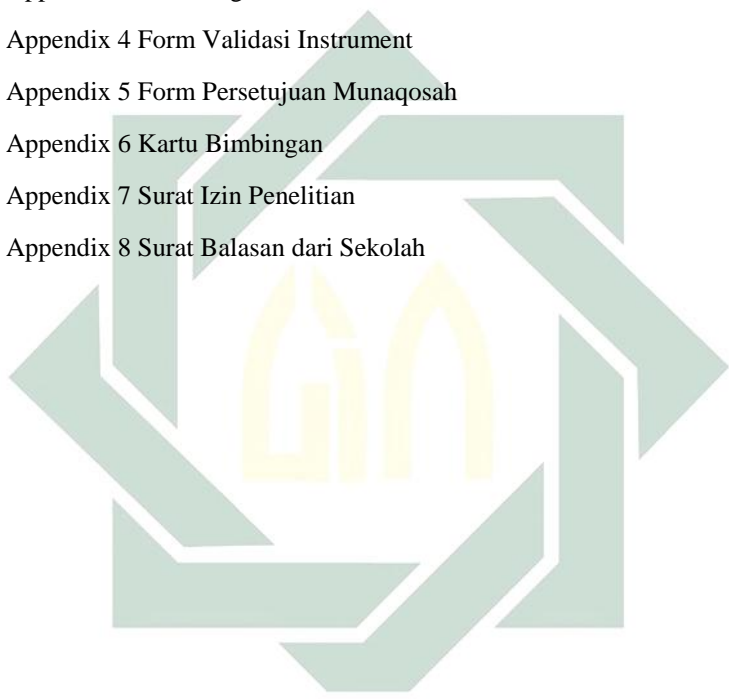 Appendix 4 Form Validasi Instrument
Appendix 5 Form Persetujuan Munaqosah
Appendix 6 Kartu Bimbingan
Appendix 7 Surat Izin Penelitian
Appendix 8 Surat Balasan dari Sekolah